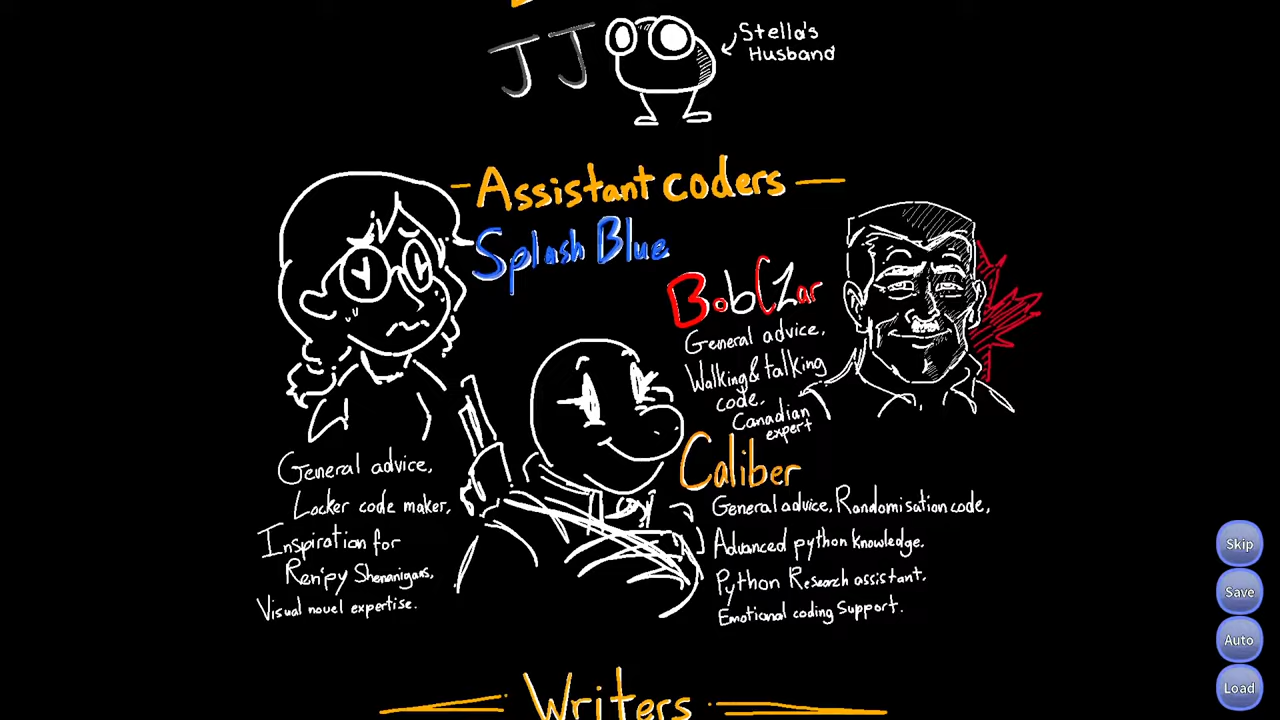 JJ
Stella's
Husband
Assistant coders
Splash Blue
General advice,
Locker code maker,
Inspiration for
Ren'py Shenanigans,
Visual novel expertise.
BobCzar
General advice,
Walking & talking
code,
Canadian
expert
Caliber
General advice, Randomisation code,
Advanced python knowledge,
Python Research assistant,
Emotional coding support.
Skip
Save
Auto
Load
Writers